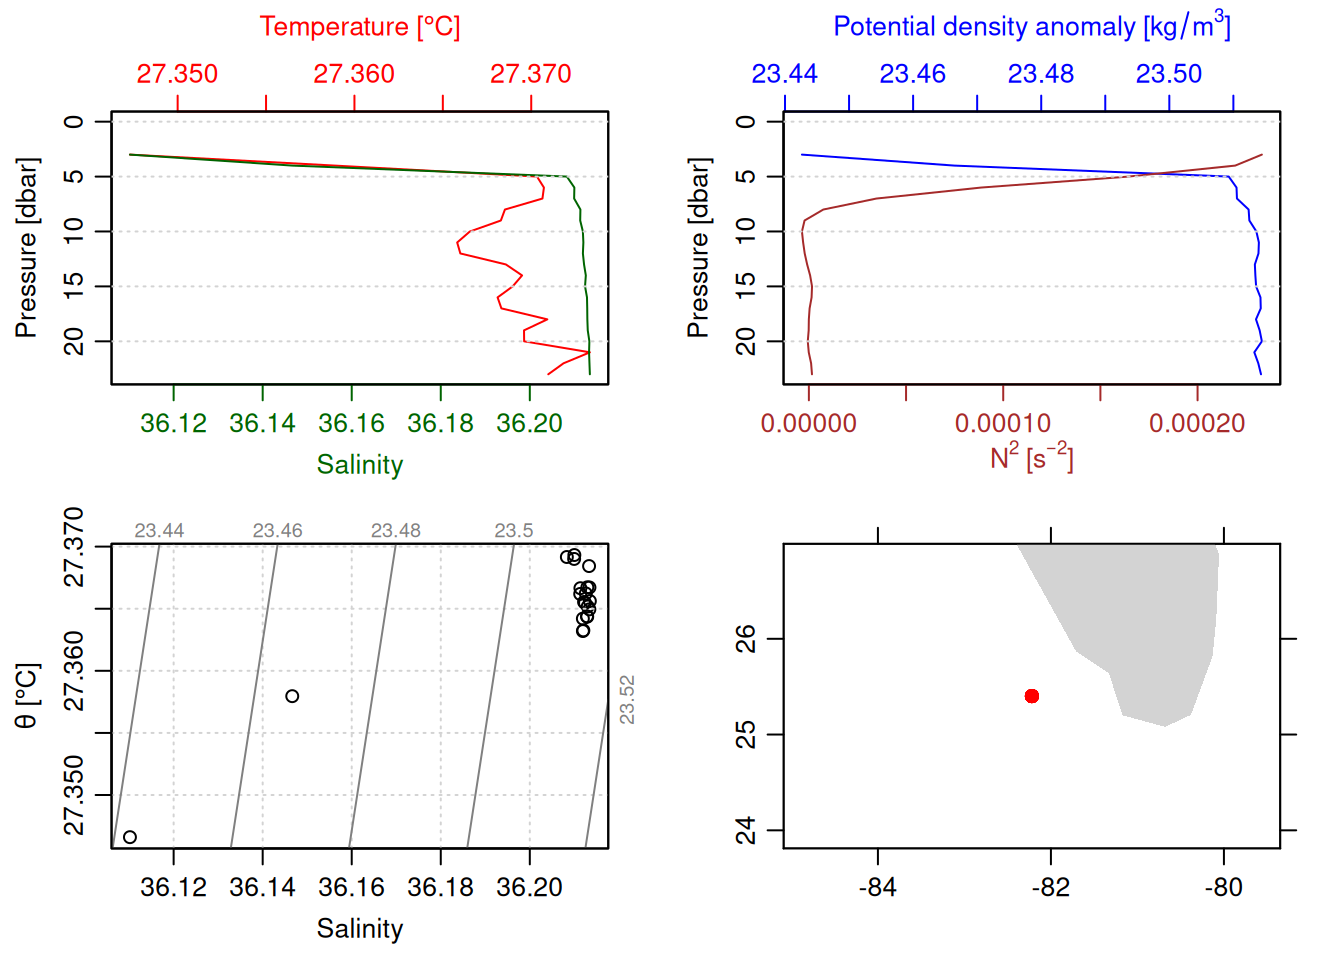 Temperature [°C]
27.350 27.360 27.370
Pressure [dbar]
0
5
10
15
20
36.12 36.14 36.16 36.18 36.20
Salinity
Potential density anomaly [kg/m³]
23.44 23.46 23.48 23.50
Pressure [dbar]
0
5
10
15
20
0.00000 0.00010 0.00020
N² [s⁻²]
23.44 23.46 23.48 23.5
23.52
θ [°C]
27.370
27.360
27.350
36.12 36.14 36.16 36.18 36.20
Salinity
26
25
24
-84 -82 -80